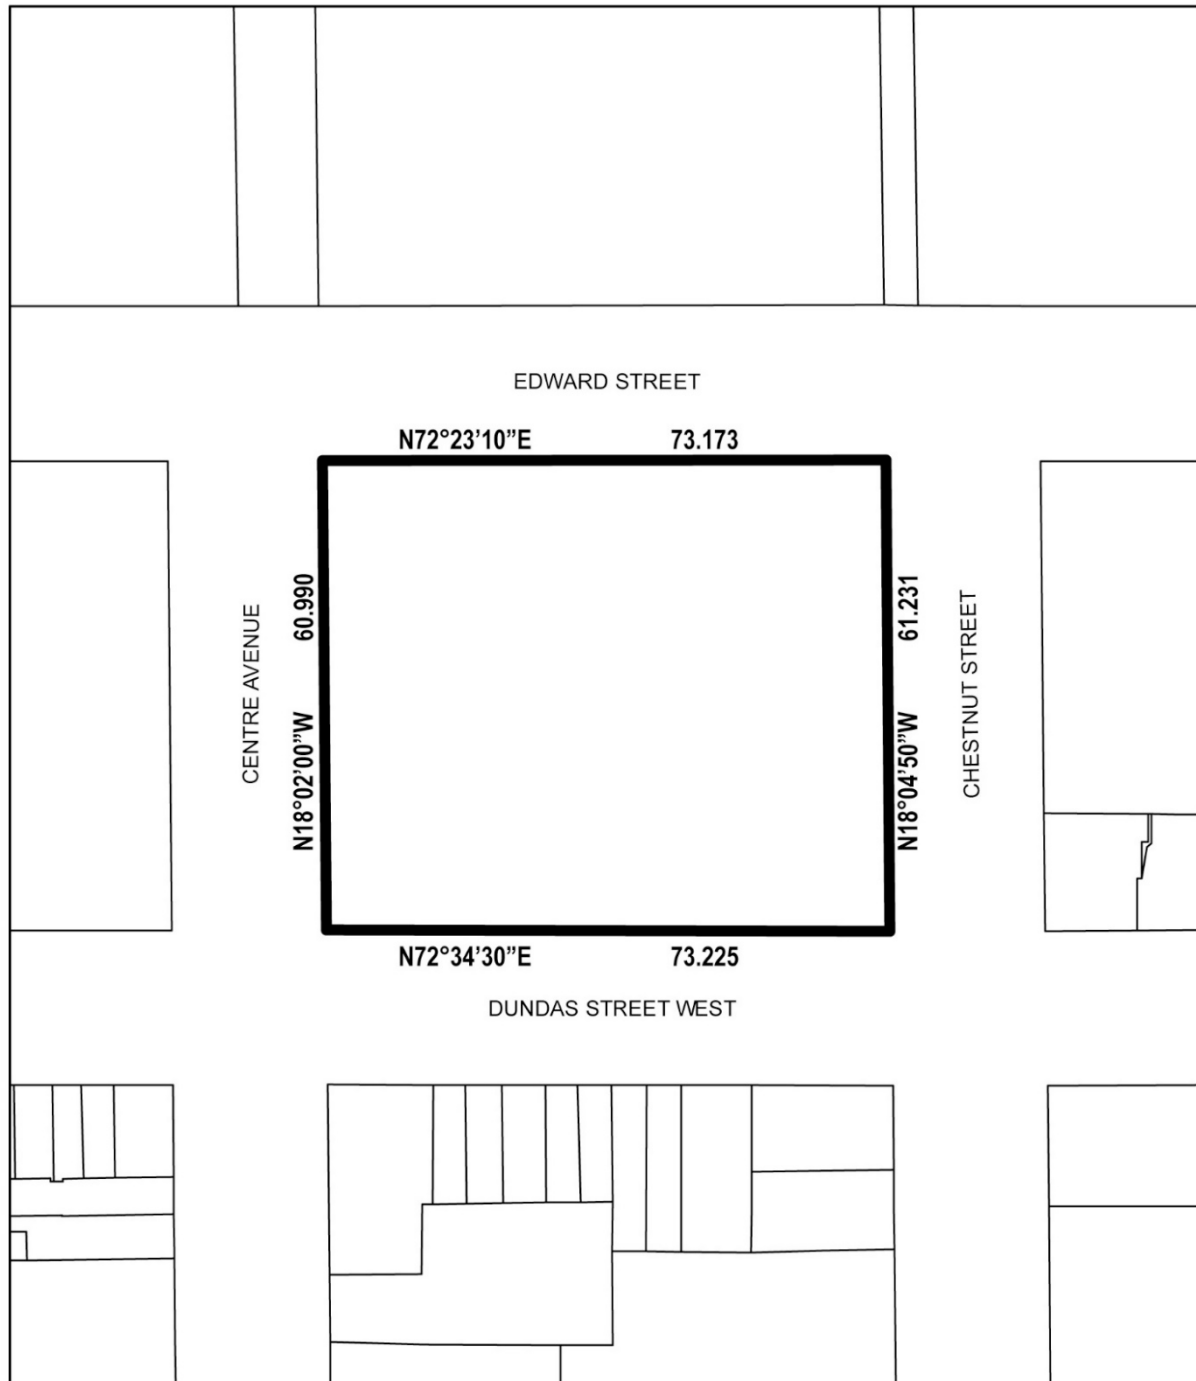 EDWARD STREET
N72°23’10”E 73.173
CENTRE AVENUE
N18°02’00”W 60.990
N18°04’50”W 61.231
CHESTNUT STREET
N72°34’30”E 73.225
DUNDAS STREET WEST